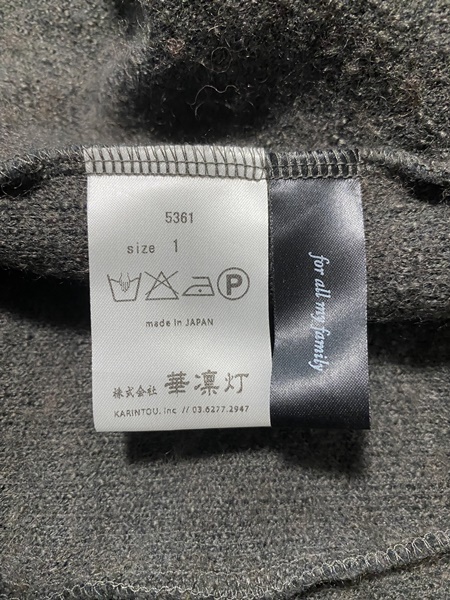 5361
size 1
P
made in JAPAN
株式会社 華凛灯
KARINTOU, inc // 03.6277.2947
for all my family